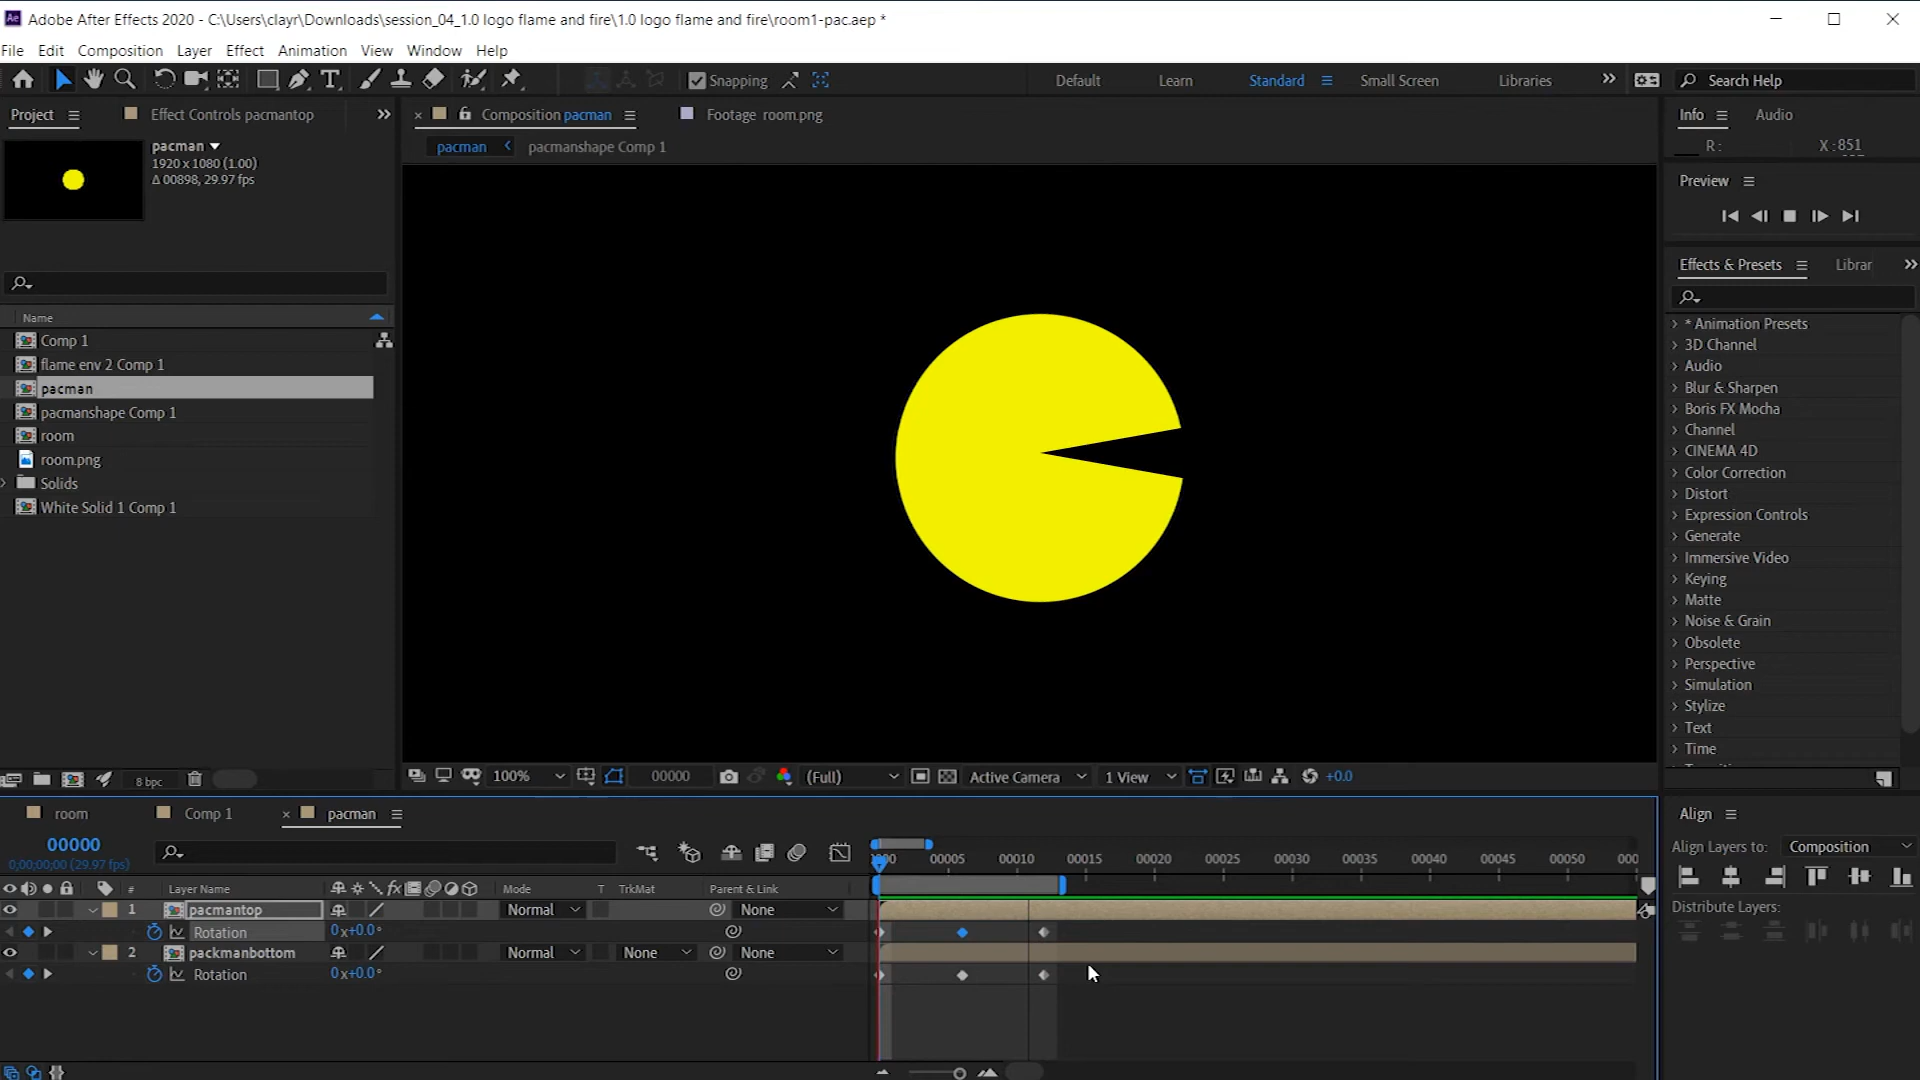 Adobe After Effects 2020 - C:\Users\clayr\Downloads\session_04_1.0 logo flame and fire\1.0 logo flame and fire\room1-pac.aep *
File Edit Composition Layer Effect Animation View Window Help
Snapping Default Learn Standard Small Screen Libraries Search Help
Project Effect Controls pacmantop
pacman
1920 x 1080 (1.00)
Δ 00898, 29.97 fps
Name
Comp 1
flame env 2 Comp 1
pacman
pacmanshape Comp 1
room
room.png
Solids
White Solid 1 Comp 1
8 bpc
Composition pacman Footage room.png
pacman pacmanshape Comp 1
100% 00000 (Full) Active Camera 1 View +0.0
Info Audio
R: X: 851
Preview
Effects & Presets Librar
* Animation Presets
3D Channel
Audio
Blur & Sharpen
Boris FX Mocha
Channel
CINEMA 4D
Color Correction
Distort
Expression Controls
Generate
Immersive Video
Keying
Matte
Noise & Grain
Obsolete
Perspective
Simulation
Stylize
Text
Time
room Comp 1 pacman
00000
0;00;00;00 (29.97 fps)
00005 00010 00015 00020 00025 00030 00035 00040 00045 00050
# Layer Name fx Mode T TrkMat Parent & Link
1 pacmantop Normal None
Rotation 0x+0.0°
2 packmanbottom Normal None None
Rotation 0x+0.0°
Align
Align Layers to: Composition
Distribute Layers: